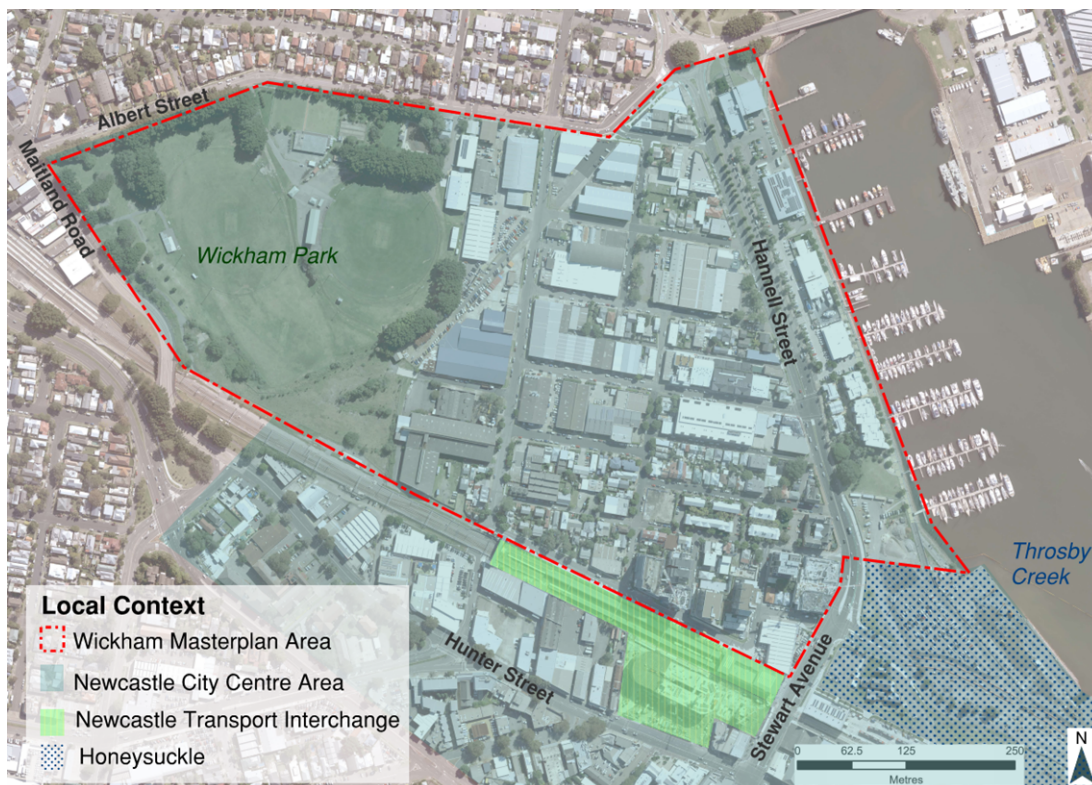 Albert Street
Maitland Road
Wickham Park
Hannell Street
Throsby
Creek
Hunter Street
Stewart Avenue
Local Context
Wickham Masterplan Area
Newcastle City Centre Area
Newcastle Transport Interchange
Honeysuckle
0 62.5 125 250
Metres
N